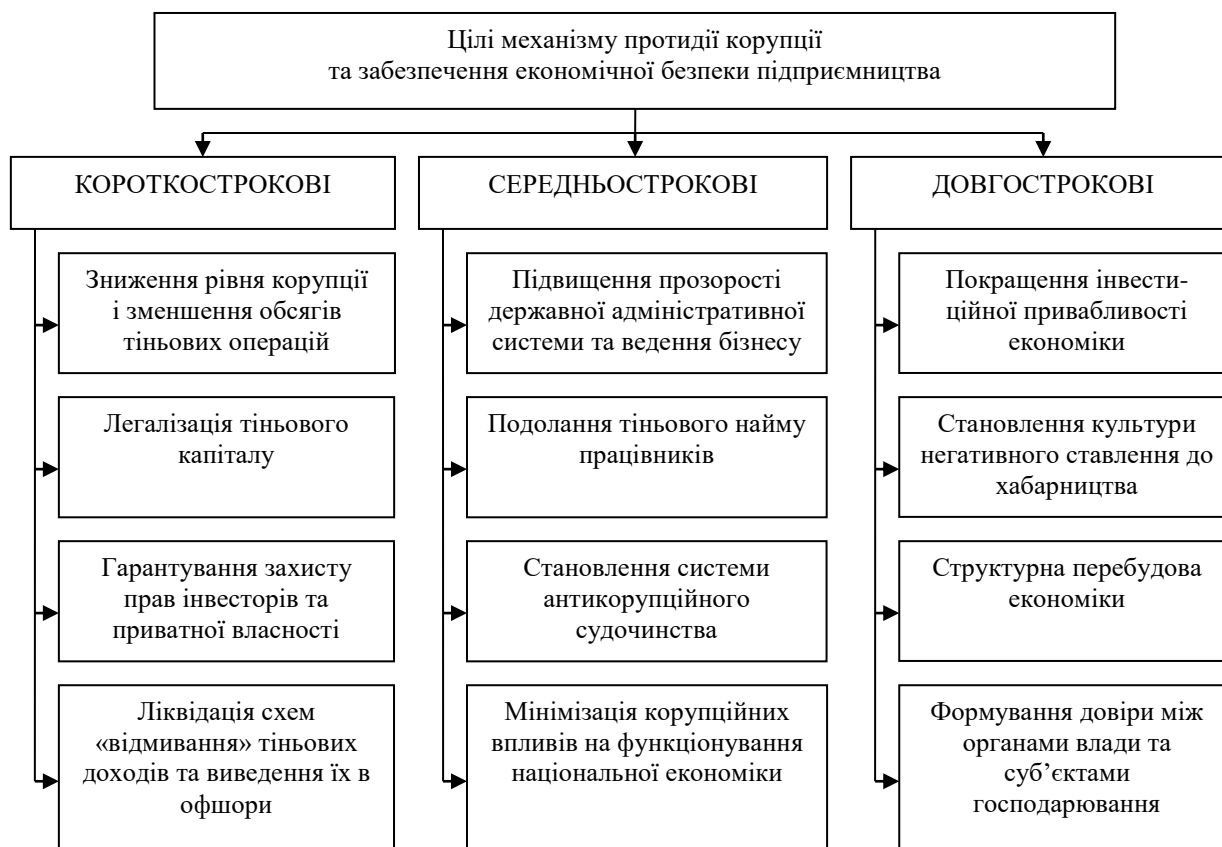 Цілі механізму протидії корупції
та забезпечення економічної безпеки підприємництва
КОРОТКОСТРОКОВІ
Зниження рівня корупції
і зменшення обсягів
тіньових операцій
Легалізація тіньового
капіталу
Гарантування захисту
прав інвесторів та
приватної власності
Ліквідація схем
«відмивання» тіньових
доходів та виведення їх в
офшори
СЕРЕДНЬОСТРОКОВІ
Підвищення прозорості
державної адміністративної
системи та ведення бізнесу
Подолання тіньового найму
працівників
Становлення системи
антикорупційного
судочинства
Мінімізація корупційних
впливів на функціонування
національної економіки
ДОВГОСТРОКОВІ
Покращення інвести-
ційної привабливості
економіки
Становлення культури
негативного ставлення до
хабарництва
Структурна перебудова
економіки
Формування довіри між
органами влади та
суб’єктами
господарювання